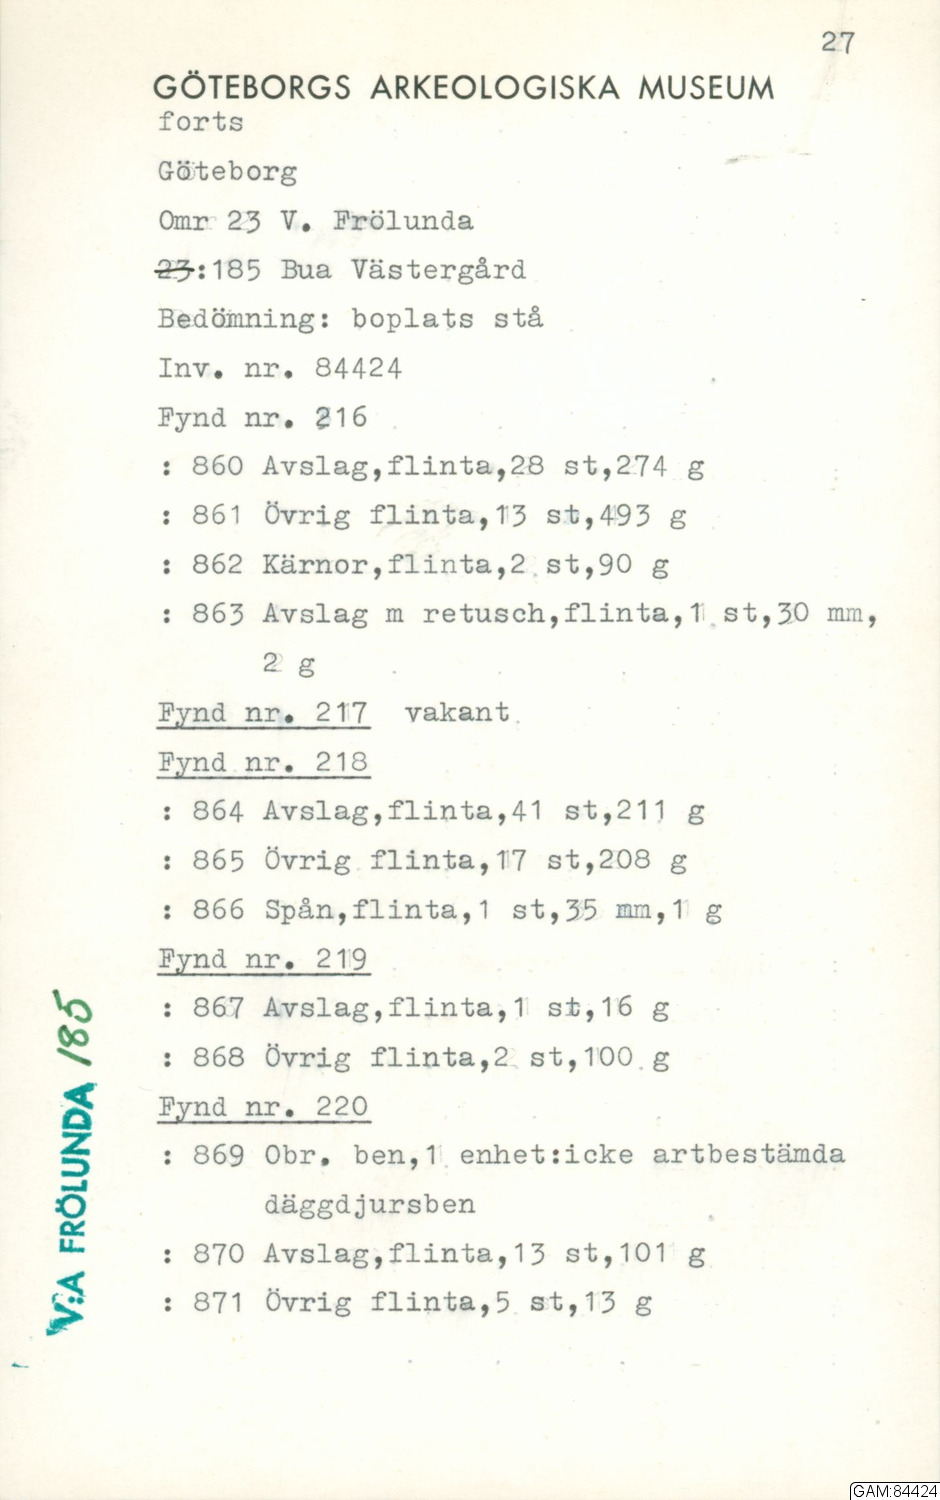 27
GÖTEBORGS ARKEOLOGISKA MUSEUM
forts
Göteborg
Omr 23 V. Frölunda
23:185 Bua Västergård
Bedömning: boplats stå
Inv. nr. 84424
Fynd nr. 216
: 860 Avslag,flinta,28 st,274 g
: 861 Övrig flinta,13 st,493 g
: 862 Kärnor,flinta,2 st,90 g
: 863 Avslag m retusch,flinta,1 st,30 mm,
2 g
Fynd nr. 217 vakant
Fynd nr. 218
: 864 Avslag,flinta,41 st,211 g
: 865 Övrig flinta,17 st,208 g
: 866 Spån,flinta,1 st,35 mm,1 g
Fynd nr. 219
: 867 Avslag,flinta,1 st,16 g
: 868 Övrig flinta,2 st,100 g
Fynd nr. 220
: 869 Obr. ben,1 enhet:icke artbestämda
däggdjursben
: 870 Avslag,flinta,13 st,101 g
: 871 Övrig flinta,5 st,13 g
V:A FRÖLUNDA 185
GAM:84424